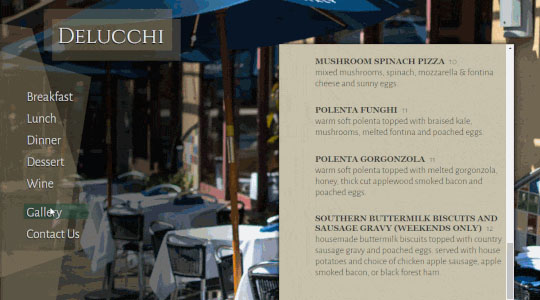 DELUCCHI
Breakfast
Lunch
Dinner
Dessert
Wine
Gallery
Contact Us
MUSHROOM SPINACH PIZZA 10
mixed mushrooms, spinach, mozzarella & fontina
cheese and sunny eggs
POLENTA FUNGHI 11
warm soft polenta topped with braised kale,
mushrooms, melted fontina and poached eggs.
POLENTA GORGONZOLA 11
warm soft polenta topped with melted gorgonzola,
honey, thick cut applewood smoked bacon and
poached eggs.
SOUTHERN BUTTERMILK BISCUITS AND
SAUSAGE GRAVY (WEEKENDS ONLY) 12
housemade buttermilk biscuits topped with country
sausage gravy and poached eggs, served with house
potatoes and choice of chicken apple sausage, apple
smoked bacon, or black forest ham.